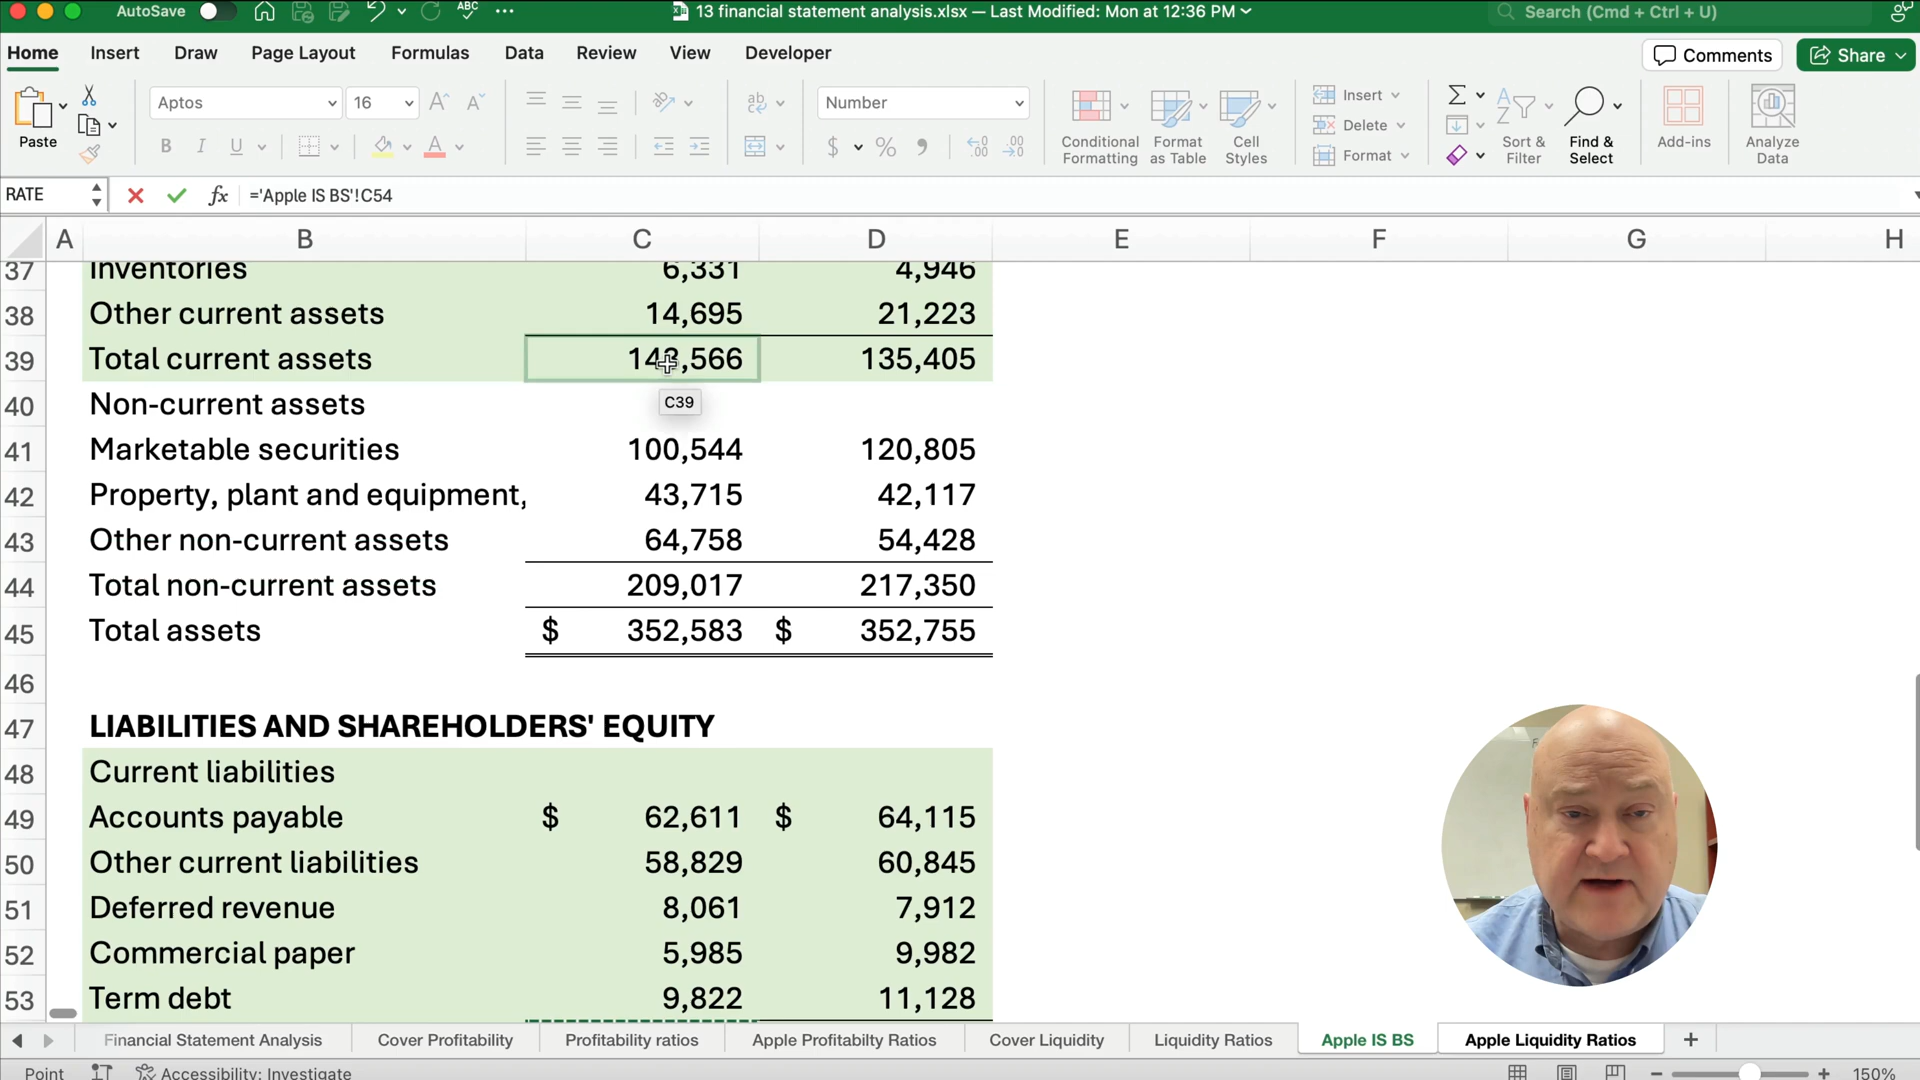 AutoSave
ABC
13 financial statement analysis.xlsx — Last Modified: Mon at 12:36 PM
Search (Cmd + Ctrl + U)
Home Insert Draw Page Layout Formulas Data Review View Developer Comments Share
Paste
Aptos 16
B I U A
ab
Number
$ % 9
Conditional Formatting
Format as Table
Cell Styles
Insert
Delete
Format
Sort & Filter
Find & Select
Add-ins
Analyze Data
RATE fx ='Apple IS BS'!C54
A B C D E F G H
37 Inventories 6,331 4,946
38 Other current assets 14,695 21,223
39 Total current assets 143,566 135,405
C39
40 Non-current assets
41 Marketable securities 100,544 120,805
42 Property, plant and equipment, 43,715 42,117
43 Other non-current assets 64,758 54,428
44 Total non-current assets 209,017 217,350
45 Total assets $ 352,583 $ 352,755
46
47 LIABILITIES AND SHAREHOLDERS' EQUITY
48 Current liabilities
49 Accounts payable $ 62,611 $ 64,115
50 Other current liabilities 58,829 60,845
51 Deferred revenue 8,061 7,912
52 Commercial paper 5,985 9,982
53 Term debt 9,822 11,128
Financial Statement Analysis Cover Profitability Profitability ratios Apple Profitabilty Ratios Cover Liquidity Liquidity Ratios Apple IS BS Apple Liquidity Ratios +
Point Accessibility: Investigate 150%